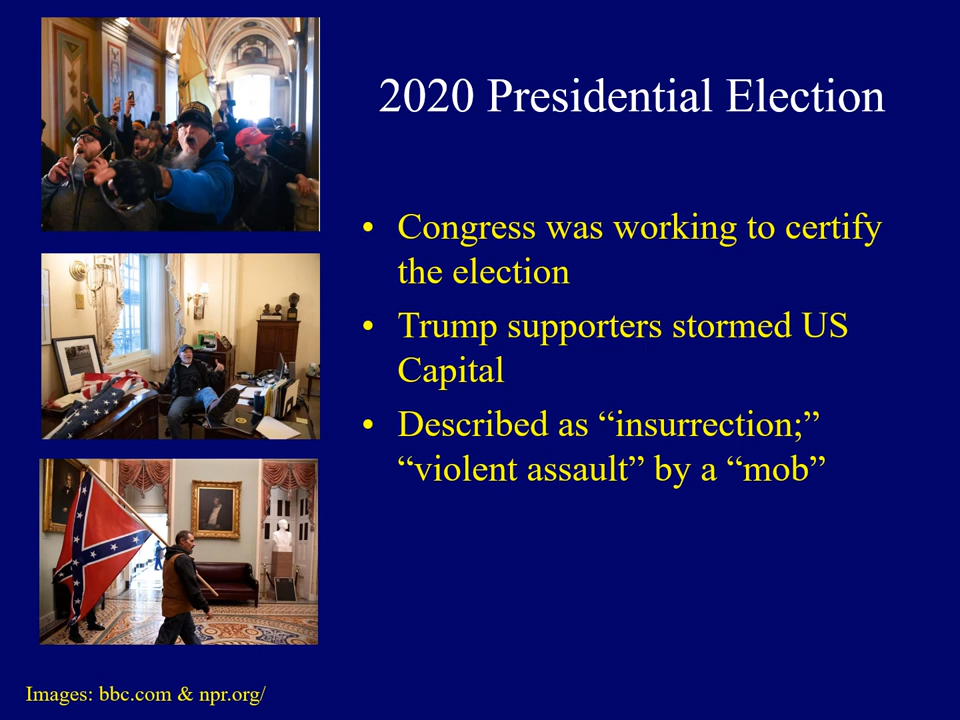 2020 Presidential Election
• Congress was working to certify
the election
• Trump supporters stormed US
Capital
• Described as “insurrection;”
“violent assault” by a “mob”
Images: bbc.com & npr.org/